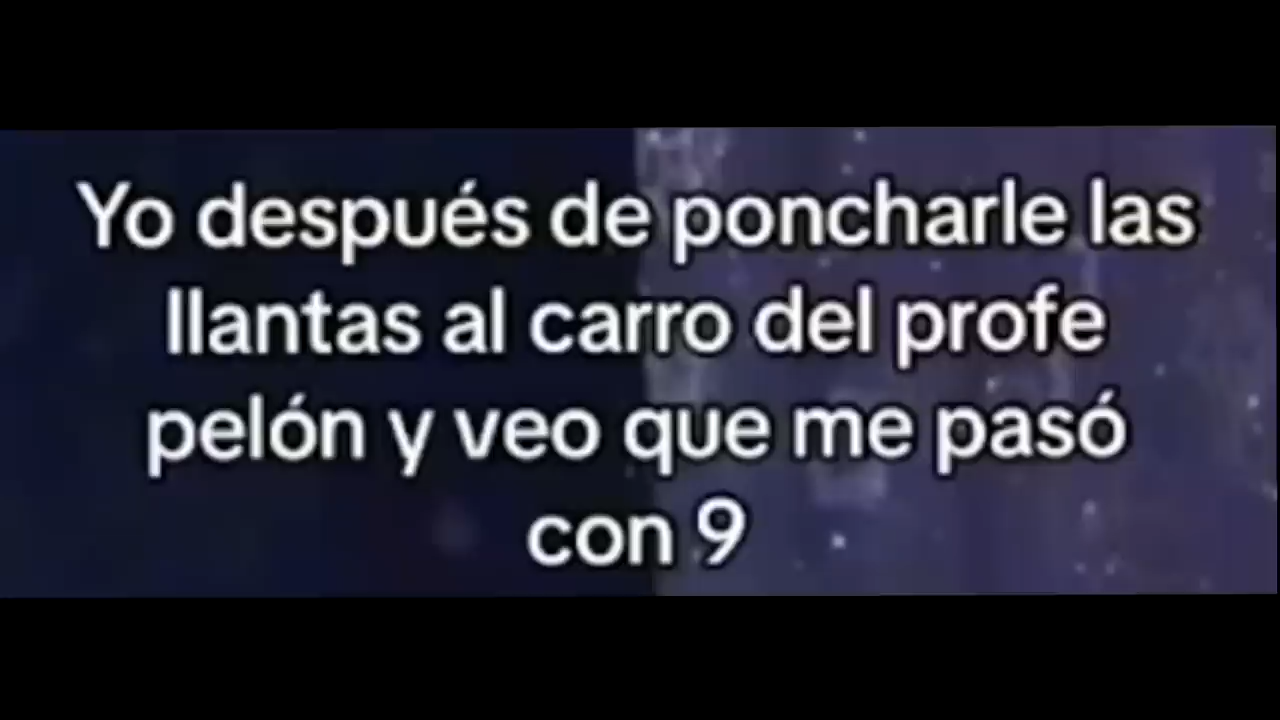 Yo después de poncharle las
llantas al carro del profe
pelón y veo que me pasó
con 9